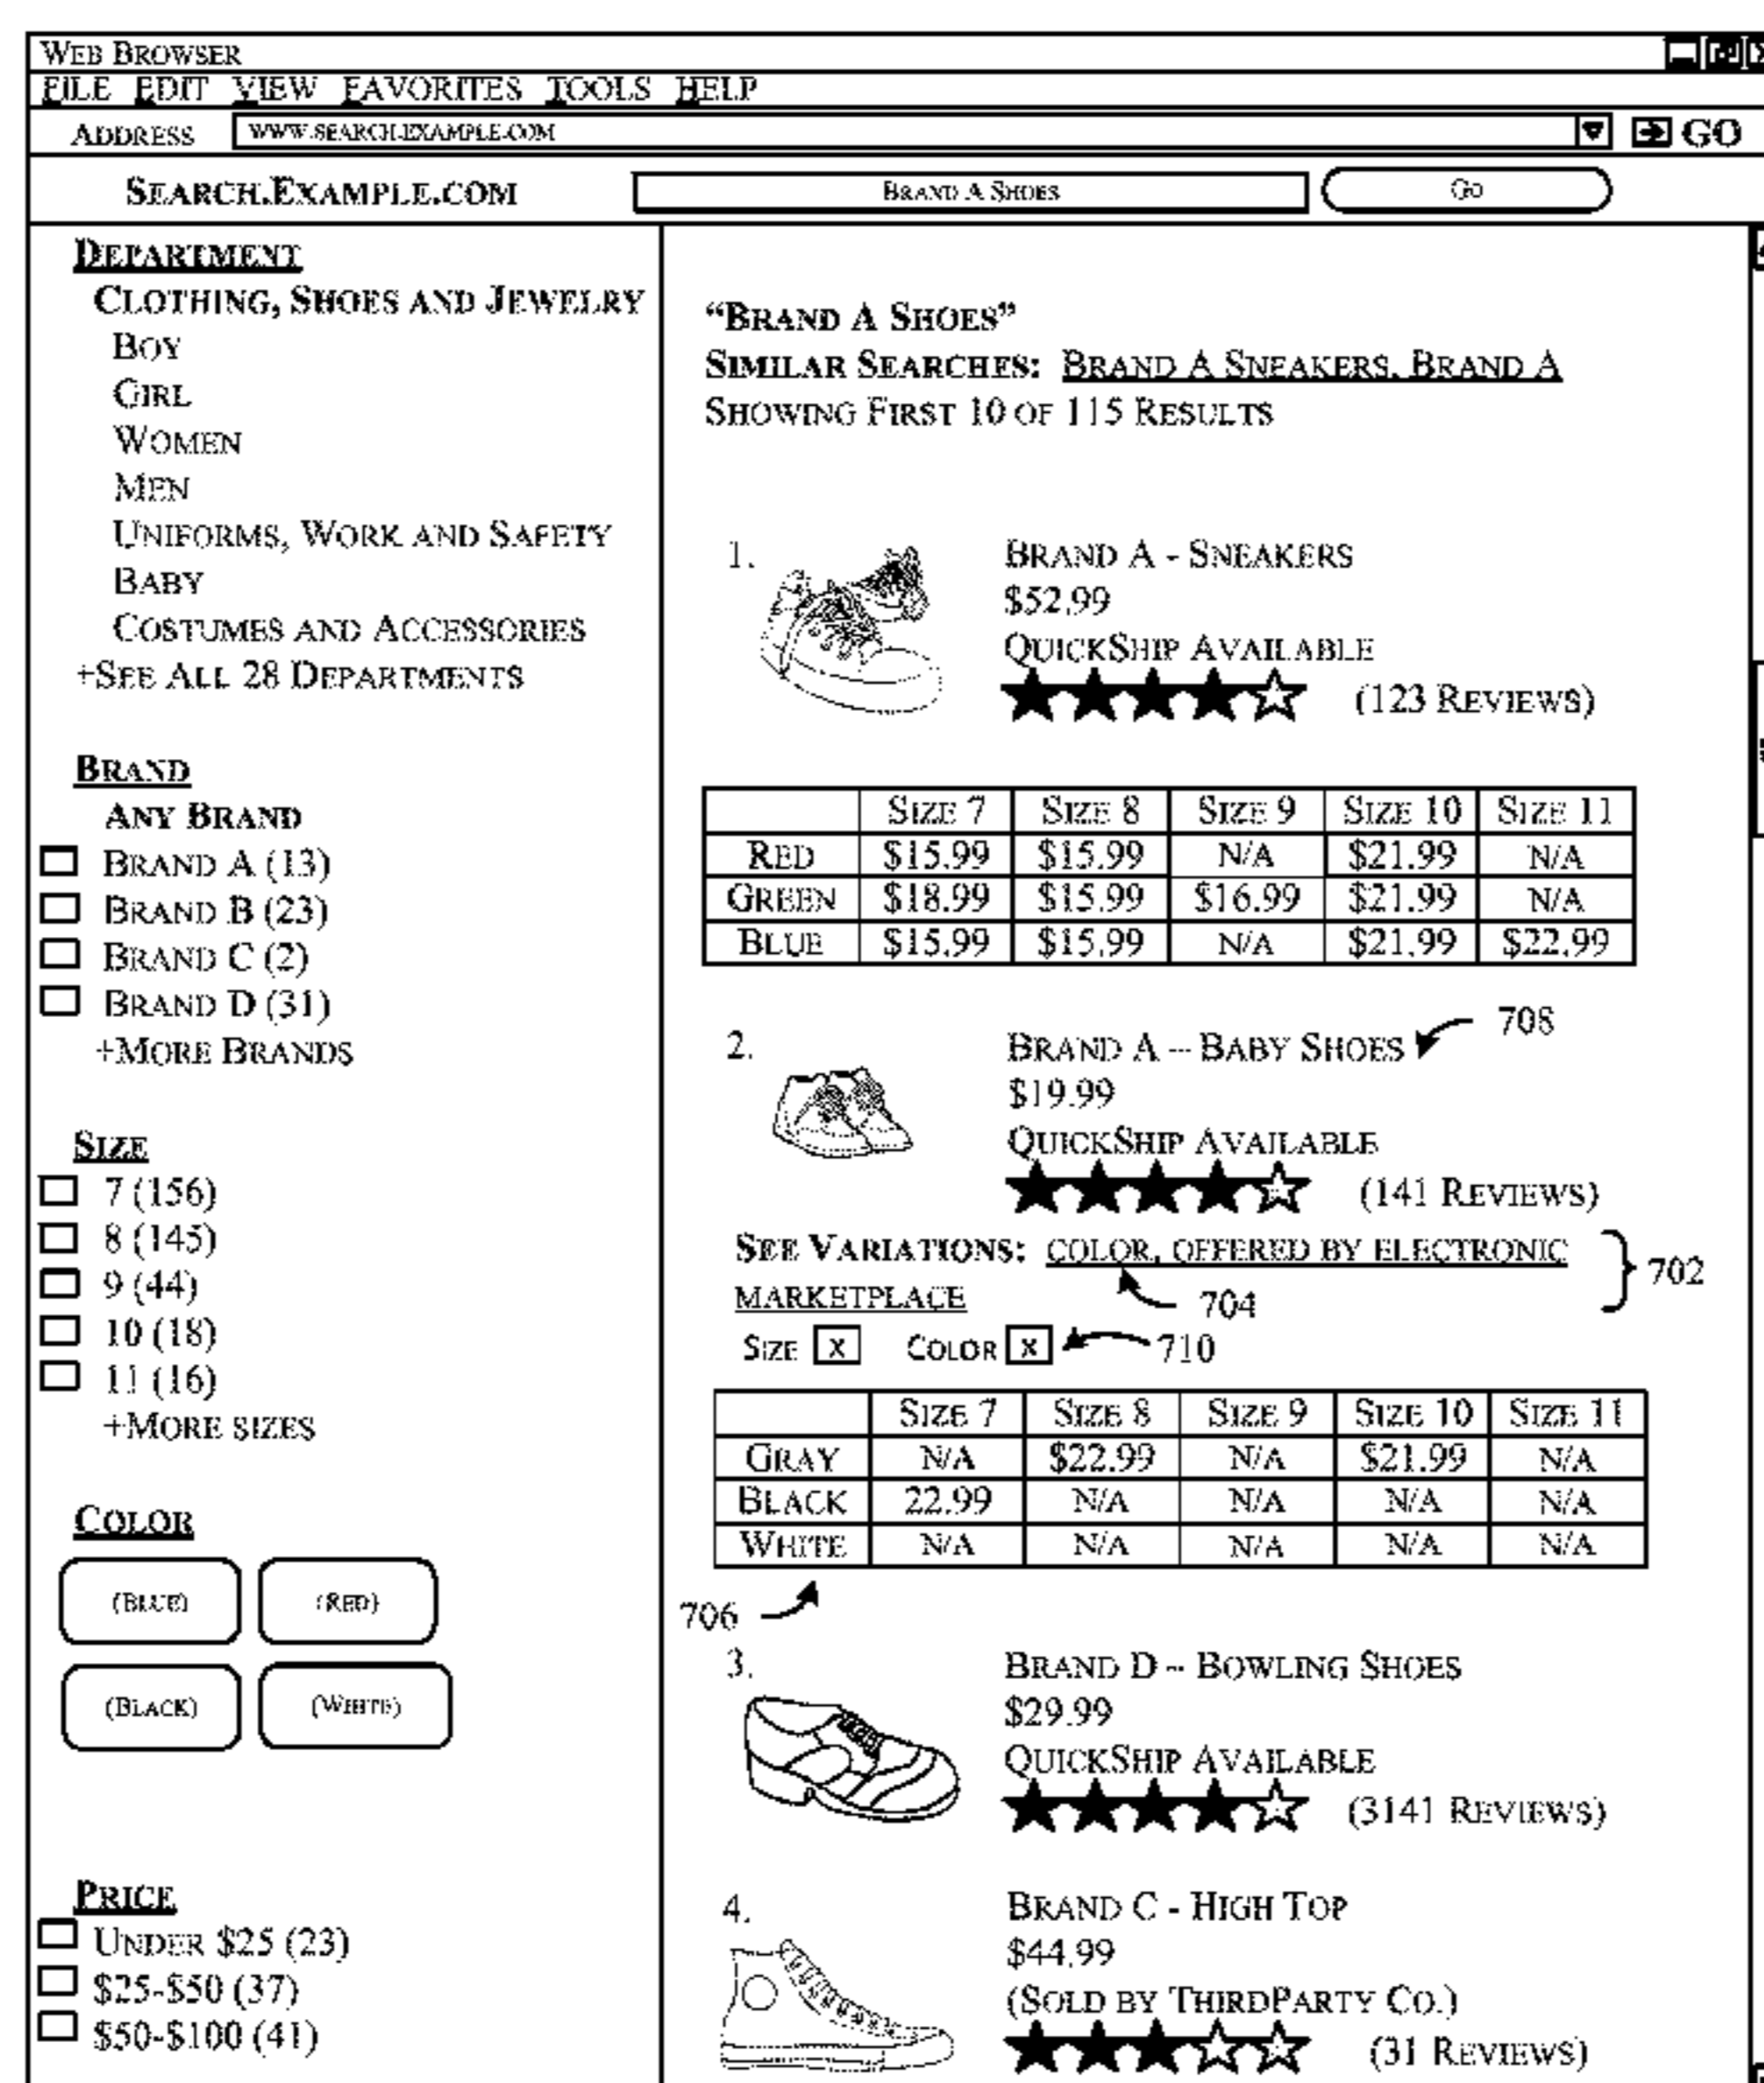 WEB BROWSER
FILE EDIT VIEW FAVORITES TOOLS HELP
ADDRESS WWW.SEARCH.EXAMPLE.COM GO
SEARCH.EXAMPLE.COM BRAND A SHOES GO
DEPARTMENT
CLOTHING, SHOES AND JEWELRY
BOY
GIRL
WOMEN
MEN
UNIFORMS, WORK AND SAFETY
BABY
COSTUMES AND ACCESSORIES
+SEE ALL 28 DEPARTMENTS
BRAND
ANY BRAND
BRAND A (13)
BRAND B (23)
BRAND C (2)
BRAND D (31)
+MORE BRANDS
SIZE
7 (156)
8 (145)
9 (44)
10 (18)
11 (16)
+MORE SIZES
COLOR
(BLUE) (RED)
(BLACK) (WHITE)
PRICE
UNDER $25 (23)
$25-$50 (37)
$50-$100 (41)
“BRAND A SHOES”
SIMILAR SEARCHES: BRAND A SNEAKERS, BRAND A
SHOWING FIRST 10 OF 115 RESULTS
1. BRAND A - SNEAKERS
$52.99
QUICKSHIP AVAILABLE
(123 REVIEWS)
SIZE 7 SIZE 8 SIZE 9 SIZE 10 SIZE 11
RED $15.99 $15.99 N/A $21.99 N/A
GREEN $18.99 $15.99 $16.99 $21.99 N/A
BLUE $15.99 $15.99 N/A $21.99 $22.99
2. BRAND A -- BABY SHOES 708
$19.99
QUICKSHIP AVAILABLE
(141 REVIEWS)
SEE VARIATIONS: COLOR, OFFERED BY ELECTRONIC
MARKETPLACE 704 702
SIZE X COLOR X 710
SIZE 7 SIZE 8 SIZE 9 SIZE 10 SIZE 11
GRAY N/A $22.99 N/A $21.99 N/A
BLACK 22.99 N/A N/A N/A N/A
WHITE N/A N/A N/A N/A N/A
706
3. BRAND D -- BOWLING SHOES
$29.99
QUICKSHIP AVAILABLE
(3141 REVIEWS)
4. BRAND C - HIGH TOP
$44.99
(SOLD BY THIRDPARTY CO.)
(31 REVIEWS)